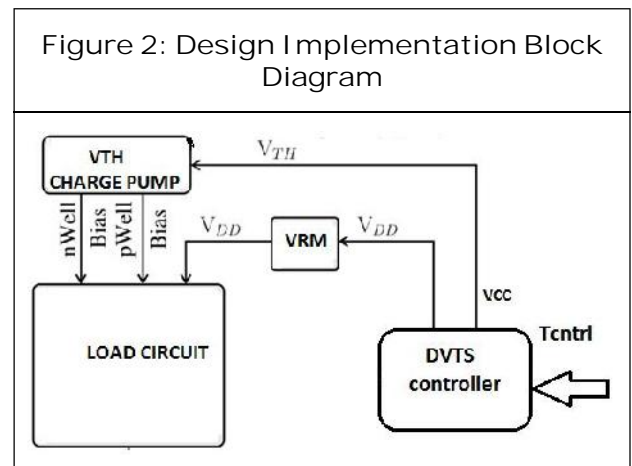 Figure 2: Design Implementation Block
Diagram
VTH
CHARGE PUMP
V_TH
nWell
Bias
pWell
Bias
V_DD
VRM
V_DD
VCC
Tcntrl
LOAD CIRCUIT
DVTS
controller